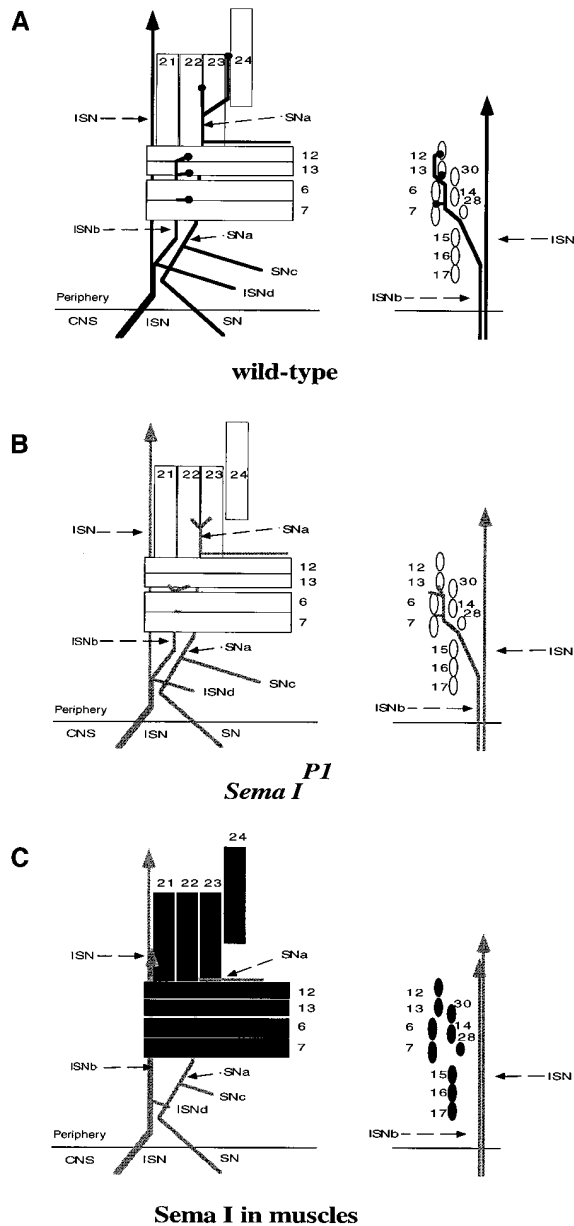 A
24
21 22 23
ISN
SNa
12
13
6
7
ISNb
SNa
SNc
ISNd
Periphery
CNS ISN SN
12
30
13
6
14
28
7
15
16
17
ISN
ISNb
wild-type
B
21 22 23 24
ISN
SNa
12
13
6
7
ISNb
SNa
SNc
ISNd
Periphery
CNS ISN SN
12
13
30
6
14
28
7
15
16
17
ISN
ISNb
Sema I P1
C
24
21 22 23
ISN
SNa
12
13
6
7
ISNb
SNa
SNc
ISNd
Periphery
CNS ISN SN
12
13
30
6
14
28
7
15
16
17
ISN
ISNb
Sema I in muscles